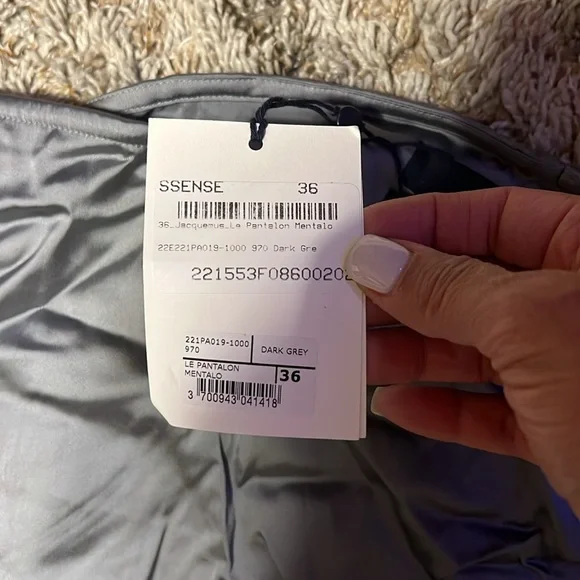 SSENSE 36
36_Jacquemus_Le Pantalon Mentalo
22E221PA019-1000 970 Dark Gre
221553F0860020
221PA019-1000
970
DARK GREY
LE PANTALON
MENTALO
36
3 700943 041418